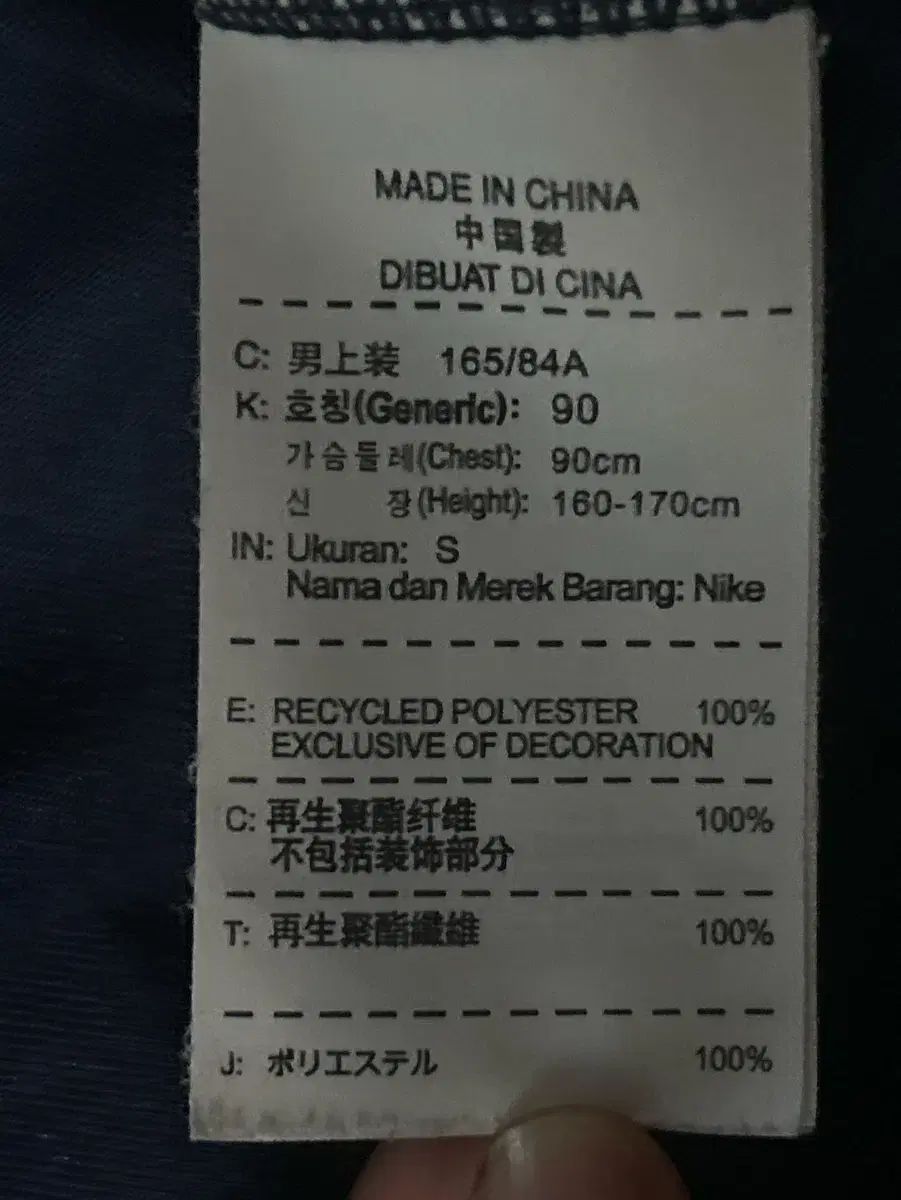 MADE IN CHINA
中国製
DIBUAT DI CINA
C: 男上装 165/84A
K: 호칭(Generic): 90
가슴둘레(Chest): 90cm
신 장(Height): 160-170cm
IN: Ukuran: S
Nama dan Merek Barang: Nike
E: RECYCLED POLYESTER 100%
EXCLUSIVE OF DECORATION
C: 再生聚酯纤维 100%
不包括装饰部分
T: 再生聚酯纖維 100%
J: ポリエステル 100%